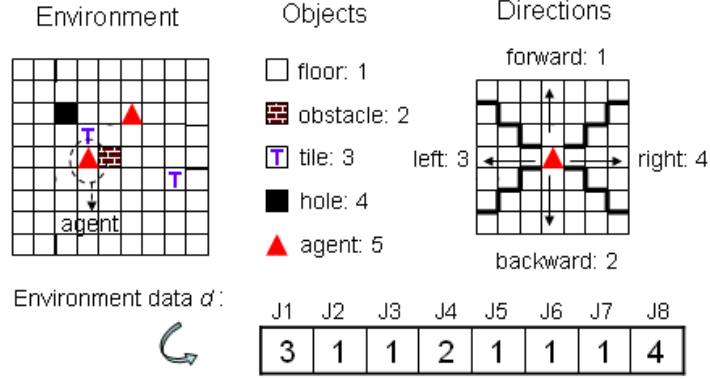 Environment
Objects
Directions
floor: 1
obstacle: 2
T
tile: 3
hole: 4
agent: 5
T
T
agent
forward: 1
left: 3
right: 4
backward: 2
Environment data d :
J1 J2 J3 J4 J5 J6 J7 J8
3 1 1 2 1 1 1 4